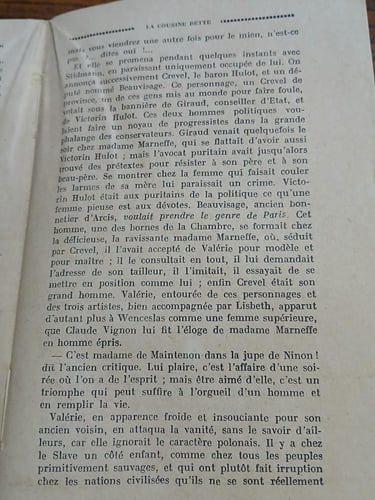 LA COUSINE BETTE
mais vous viendrez une autre fois pour le mien, n'est-ce
pas ?... dites oui !...
Et elle se promena pendant quelques instants avec
Stidmann, en paraissant uniquement occupée de lui. On
annonça successivement Crevel, le baron Hulot, et un dé-
puté nommé Beauvisage. Ce personnage, un Crevel de
province, un de ces gens mis au monde pour faire foule,
votait sous la bannière de Giraud, conseiller d'Etat, et
de Victorin Hulot. Ces deux hommes politiques vou-
laient faire un noyau de progressistes dans la grande
phalange des conservateurs. Giraud venait quelquefois le
soir chez madame Marneffe, qui se flattait d'avoir aussi
Victorin Hulot ; mais l'avocat puritain avait jusqu'alors
trouvé des prétextes pour résister à son père et à son
beau-père. Se montrer chez la femme qui faisait couler
les larmes de sa mère lui paraissait un crime. Victo-
rin Hulot était aux puritains de la politique ce qu'une
femme pieuse est aux dévotes. Beauvisage, ancien bon-
netier d'Arcis, voulait prendre le genre de Paris. Cet
homme, une des bornes de la Chambre, se formait chez
la délicieuse, la ravissante madame Marneffe, où, séduit
par Crevel, il l'avait accepté de Valérie pour modèle et
pour maître ; il le consultait en tout, il lui demandait
l'adresse de son tailleur, il l'imitait, il essayait de se
mettre en position comme lui ; enfin Crevel était son
grand homme. Valérie, entourée de ces personnages et
des trois artistes, bien accompagnée par Lisbeth, apparut
d'autant plus à Wenceslas comme une femme supérieure,
que Claude Vignon lui fit l'éloge de madame Marneffe
en homme épris.
— C'est madame de Maintenon dans la jupe de Ninon !
dit l'ancien critique. Lui plaire, c'est l'affaire d'une soi-
rée où l'on a de l'esprit ; mais être aimé d'elle, c'est un
triomphe qui peut suffire à l'orgueil d'un homme et
en remplir la vie.
Valérie, en apparence froide et insouciante pour son
ancien voisin, en attaqua la vanité, sans le savoir d'ail-
leurs, car elle ignorait le caractère polonais. Il y a chez
le Slave un côté enfant, comme chez tous les peuples
primitivement sauvages, et qui ont plutôt fait irruption
chez les nations civilisées qu'ils ne se sont réellement